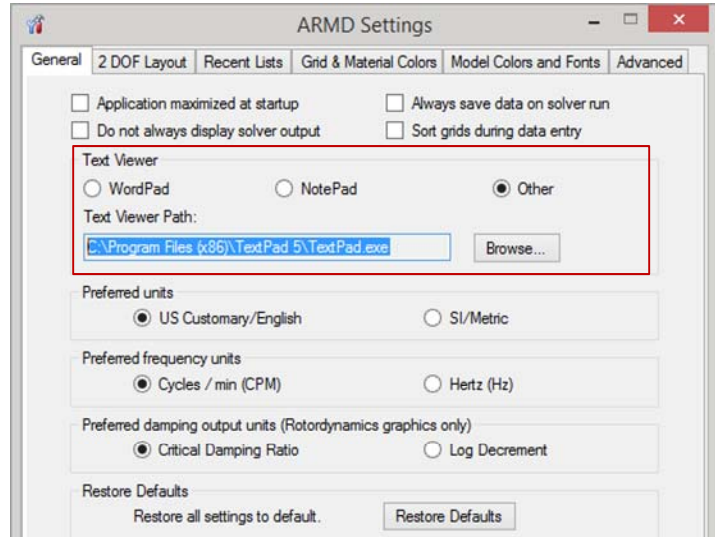 ARMD Settings
General 2 DOF Layout Recent Lists Grid & Material Colors Model Colors and Fonts Advanced
Application maximized at startup Always save data on solver run
Do not always display solver output Sort grids during data entry
Text Viewer
WordPad NotePad Other
Text Viewer Path:
C:\Program Files (x86)\TextPad 5\TextPad.exe Browse...
Preferred units
US Customary/English SI/Metric
Preferred frequency units
Cycles / min (CPM) Hertz (Hz)
Preferred damping output units (Rotordynamics graphics only)
Critical Damping Ratio Log Decrement
Restore Defaults
Restore all settings to default. Restore Defaults